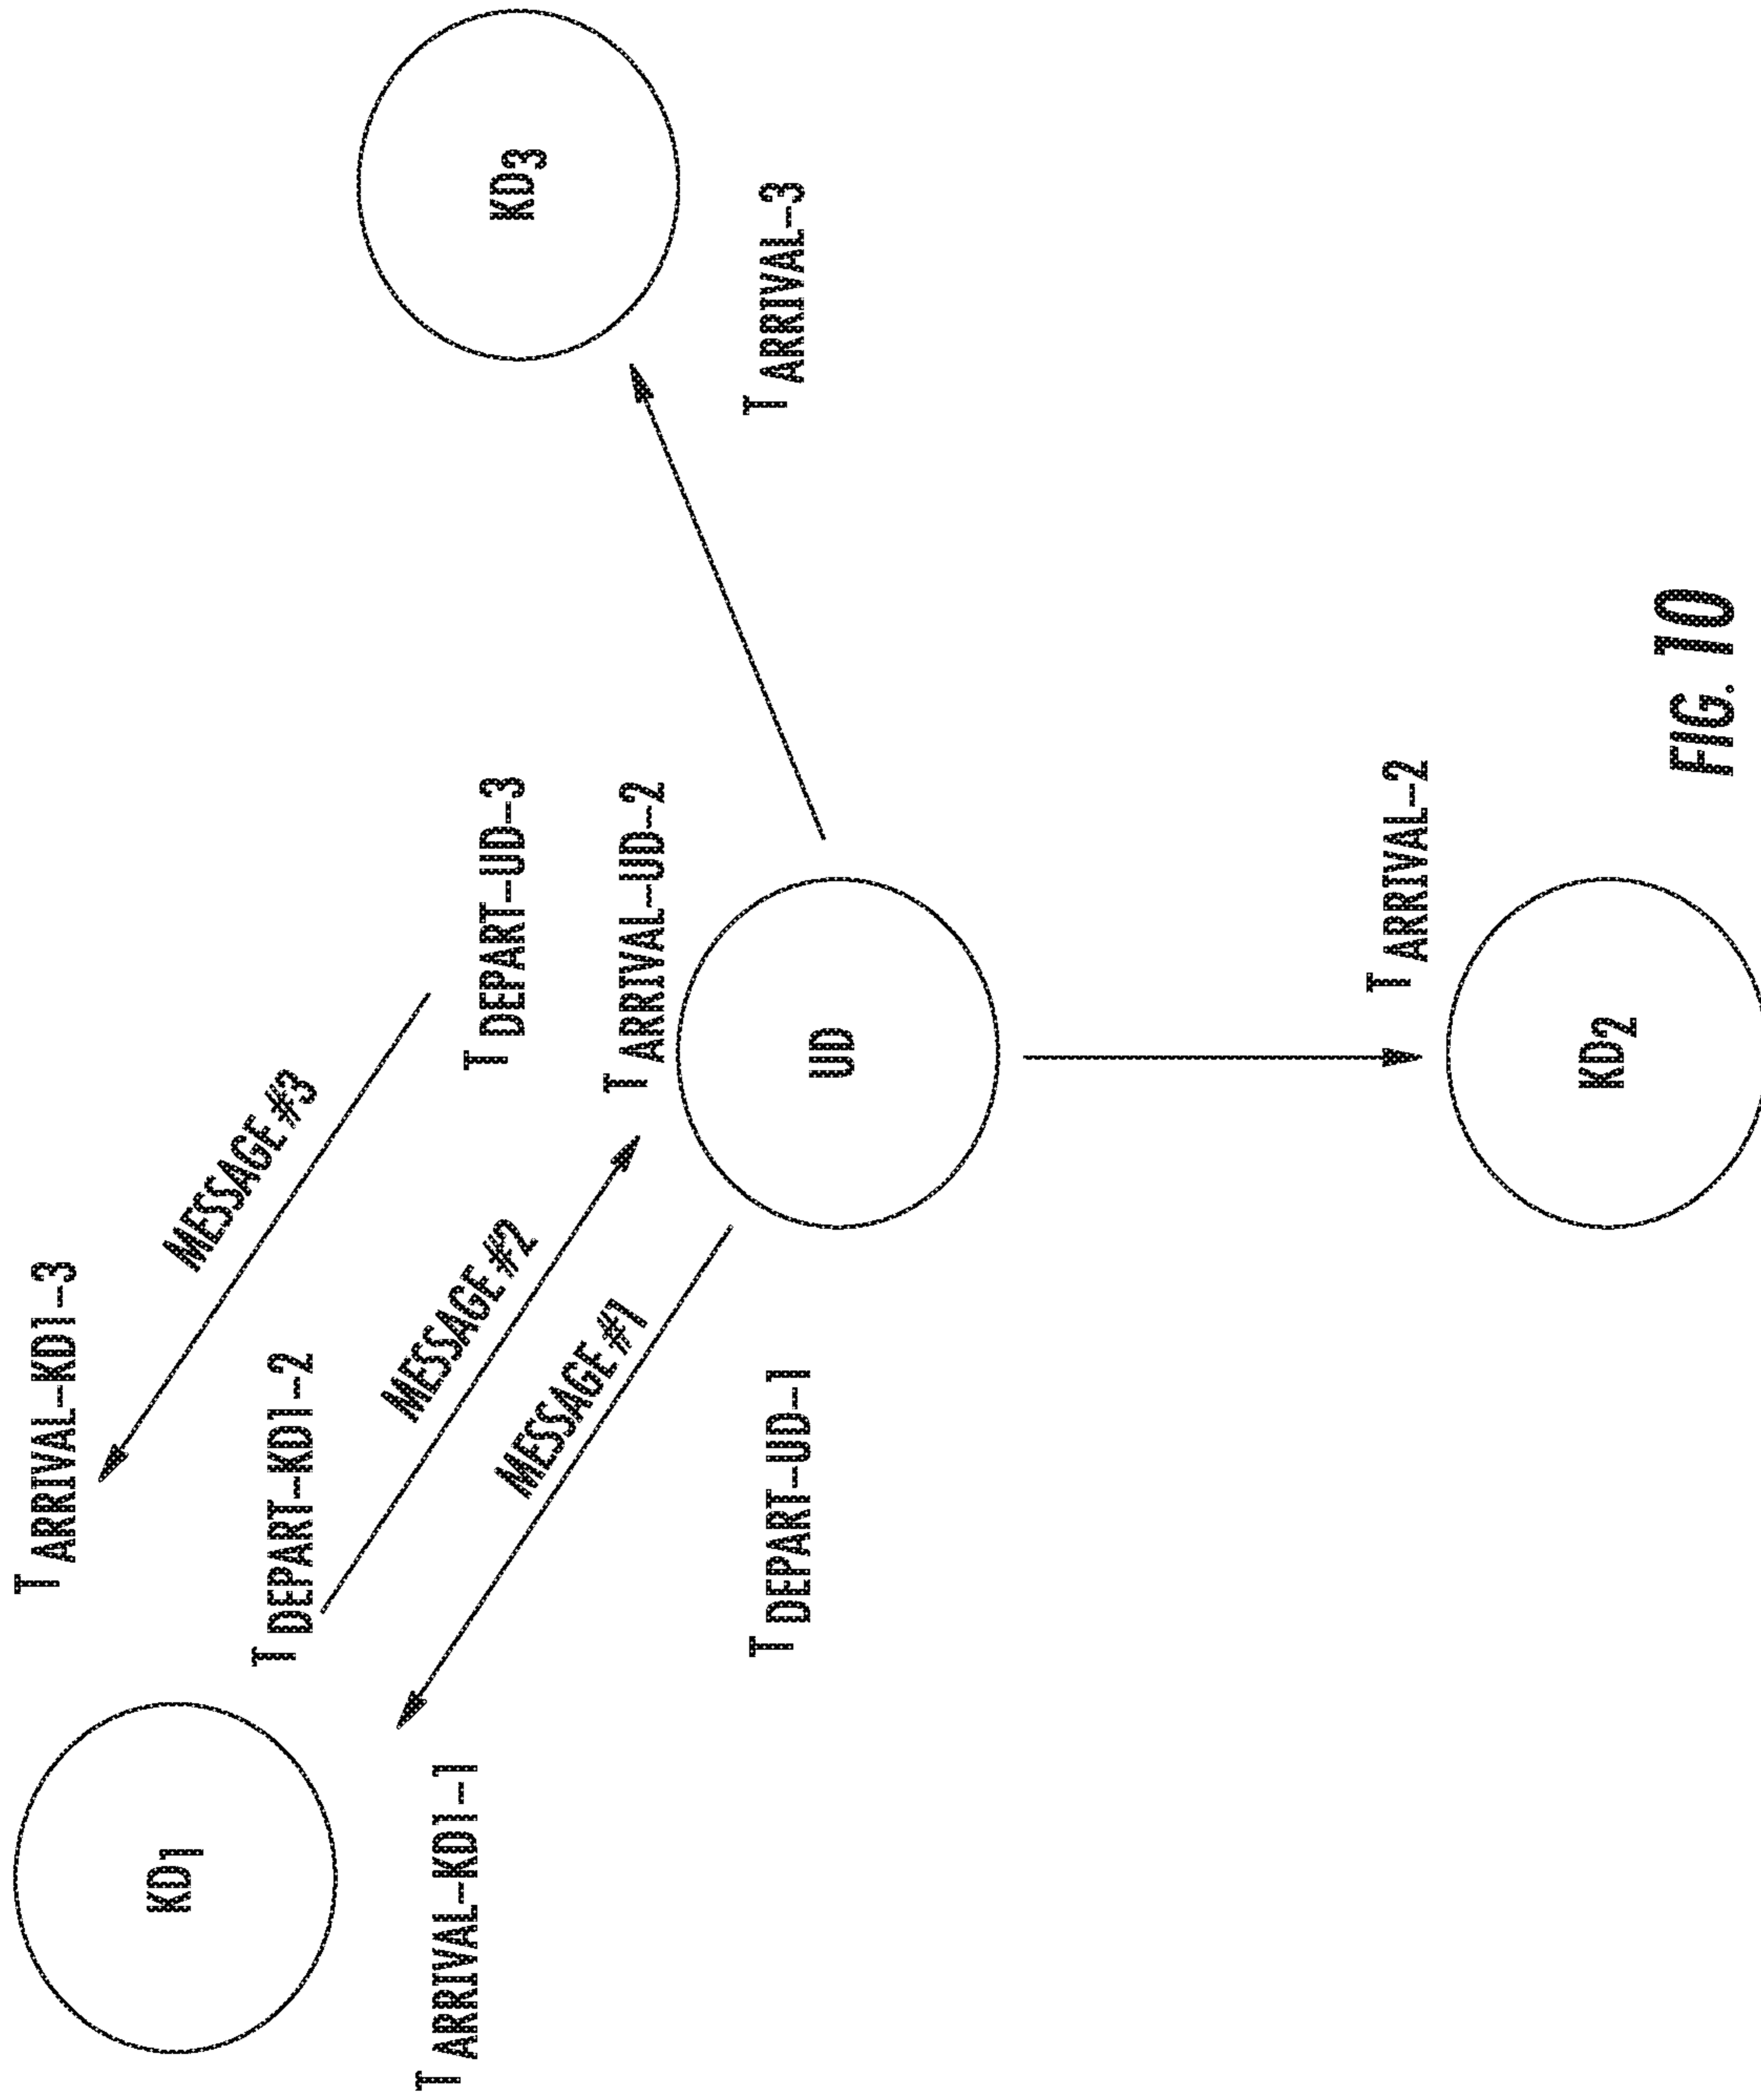 KD1
T ARRIVAL-KD1-1
T ARRIVAL-KD1-3
T DEPART-KD1-2
MESSAGE #3
MESSAGE #2
MESSAGE #1
T DEPART-UD-1
T DEPART-UD-3
T ARRIVAL-UD-2
UD
KD3
T ARRIVAL-3
T ARRIVAL-2
KD2
FIG. 10